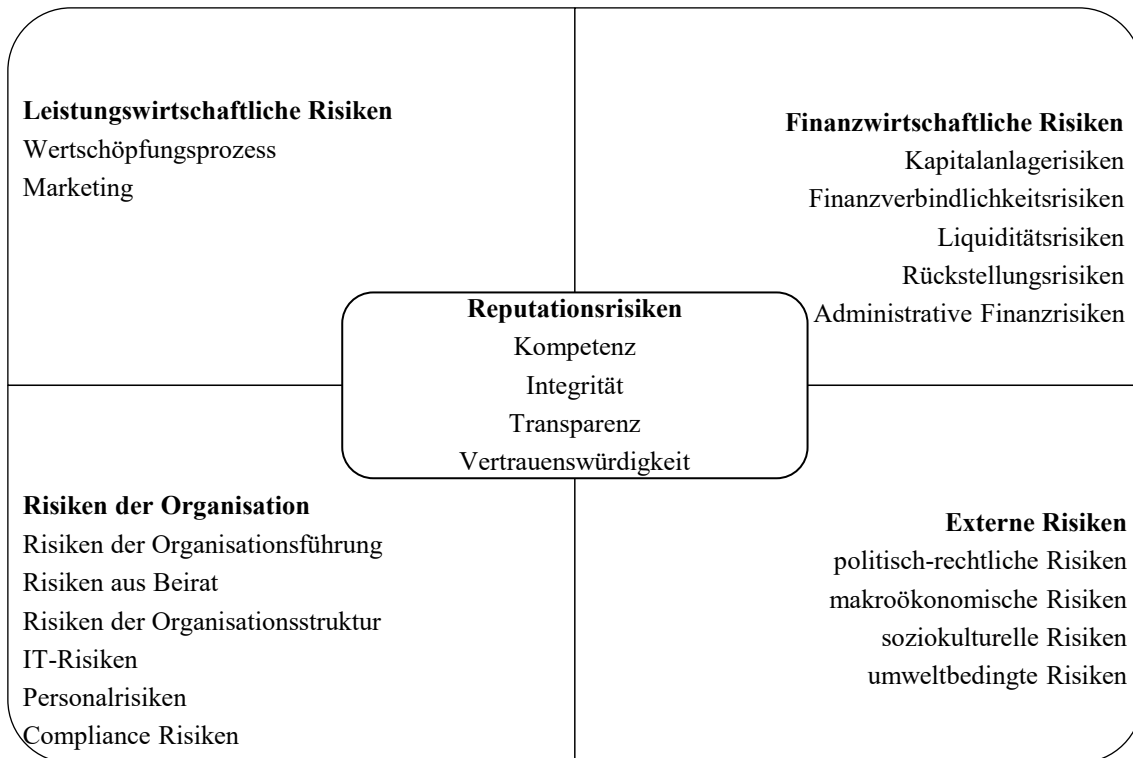 Leistungswirtschaftliche Risiken
Wertschöpfungsprozess
Marketing
Finanzwirtschaftliche Risiken
Kapitalanlagerisiken
Finanzverbindlichkeitsrisiken
Liquiditätsrisiken
Rückstellungsrisiken
Administrative Finanzrisiken
Reputationsrisiken
Kompetenz
Integrität
Transparenz
Vertrauenswürdigkeit
Risiken der Organisation
Risiken der Organisationsführung
Risiken aus Beirat
Risiken der Organisationsstruktur
IT-Risiken
Personalrisiken
Compliance Risiken
Externe Risiken
politisch-rechtliche Risiken
makroökonomische Risiken
soziokulturelle Risiken
umweltbedingte Risiken